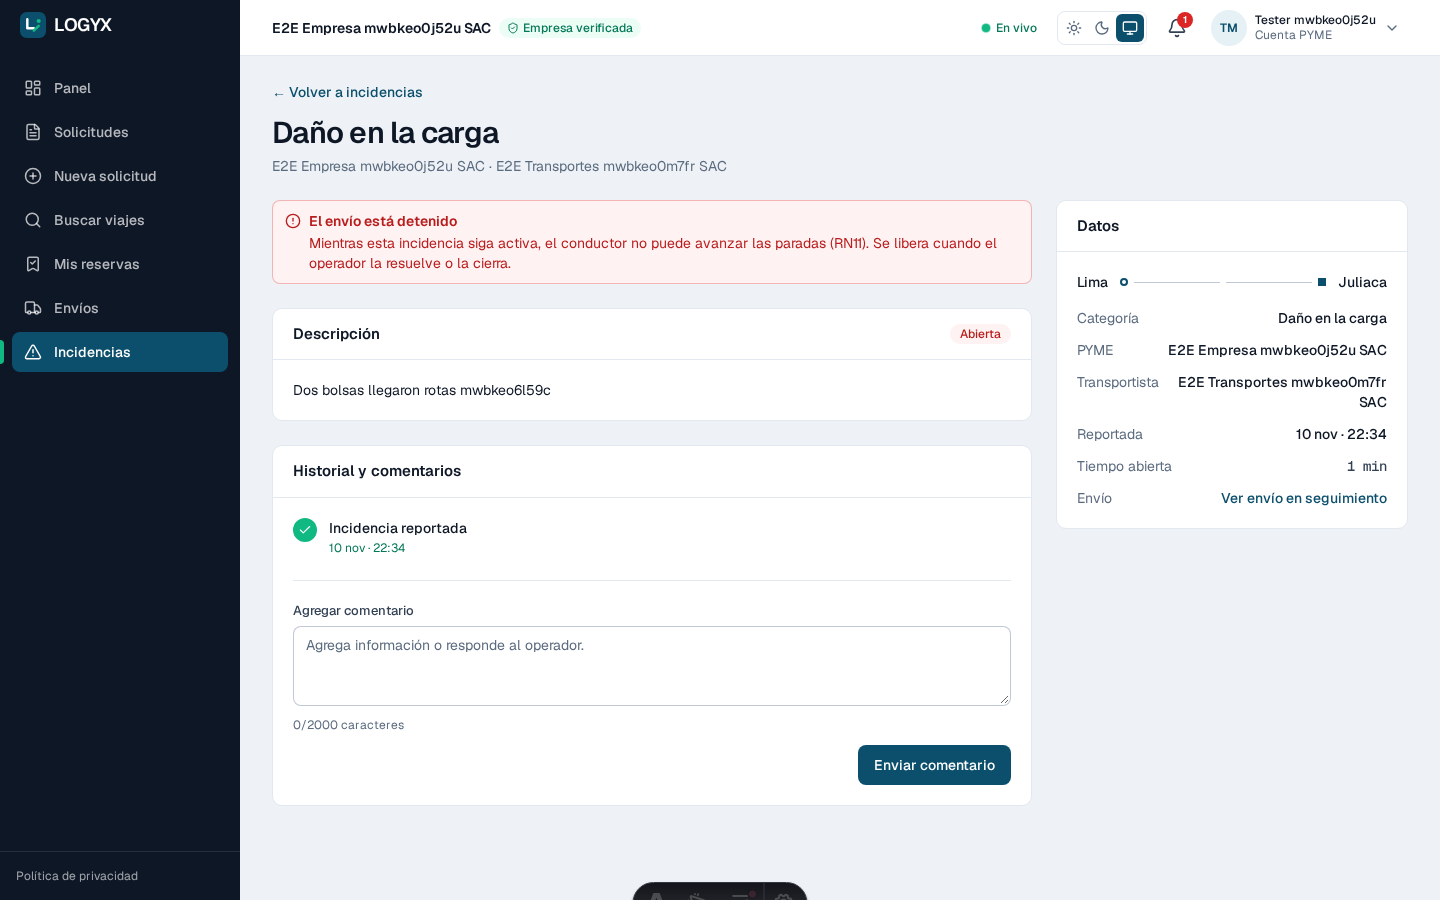 LOGYX
Panel
Solicitudes
Nueva solicitud
Buscar viajes
Mis reservas
Envíos
Incidencias
Política de privacidad
E2E Empresa mwbkeo0j52u SAC
Empresa verificada
En vivo
1
TM
Tester mwbkeo0j52u
Cuenta PYME
← Volver a incidencias
Daño en la carga
E2E Empresa mwbkeo0j52u SAC · E2E Transportes mwbkeo0m7fr SAC
El envío está detenido
Mientras esta incidencia siga activa, el conductor no puede avanzar las paradas (RN11). Se libera cuando el
operador la resuelve o la cierra.
Descripción
Abierta
Dos bolsas llegaron rotas mwbkeo6l59c
Historial y comentarios
Incidencia reportada
10 nov · 22:34
Agregar comentario
Agrega información o responde al operador.
0/2000 caracteres
Enviar comentario
Datos
Lima
Juliaca
Categoría
Daño en la carga
PYME
E2E Empresa mwbkeo0j52u SAC
Transportista
E2E Transportes mwbkeo0m7fr
SAC
Reportada
10 nov · 22:34
Tiempo abierta
1 min
Envío
Ver envío en seguimiento